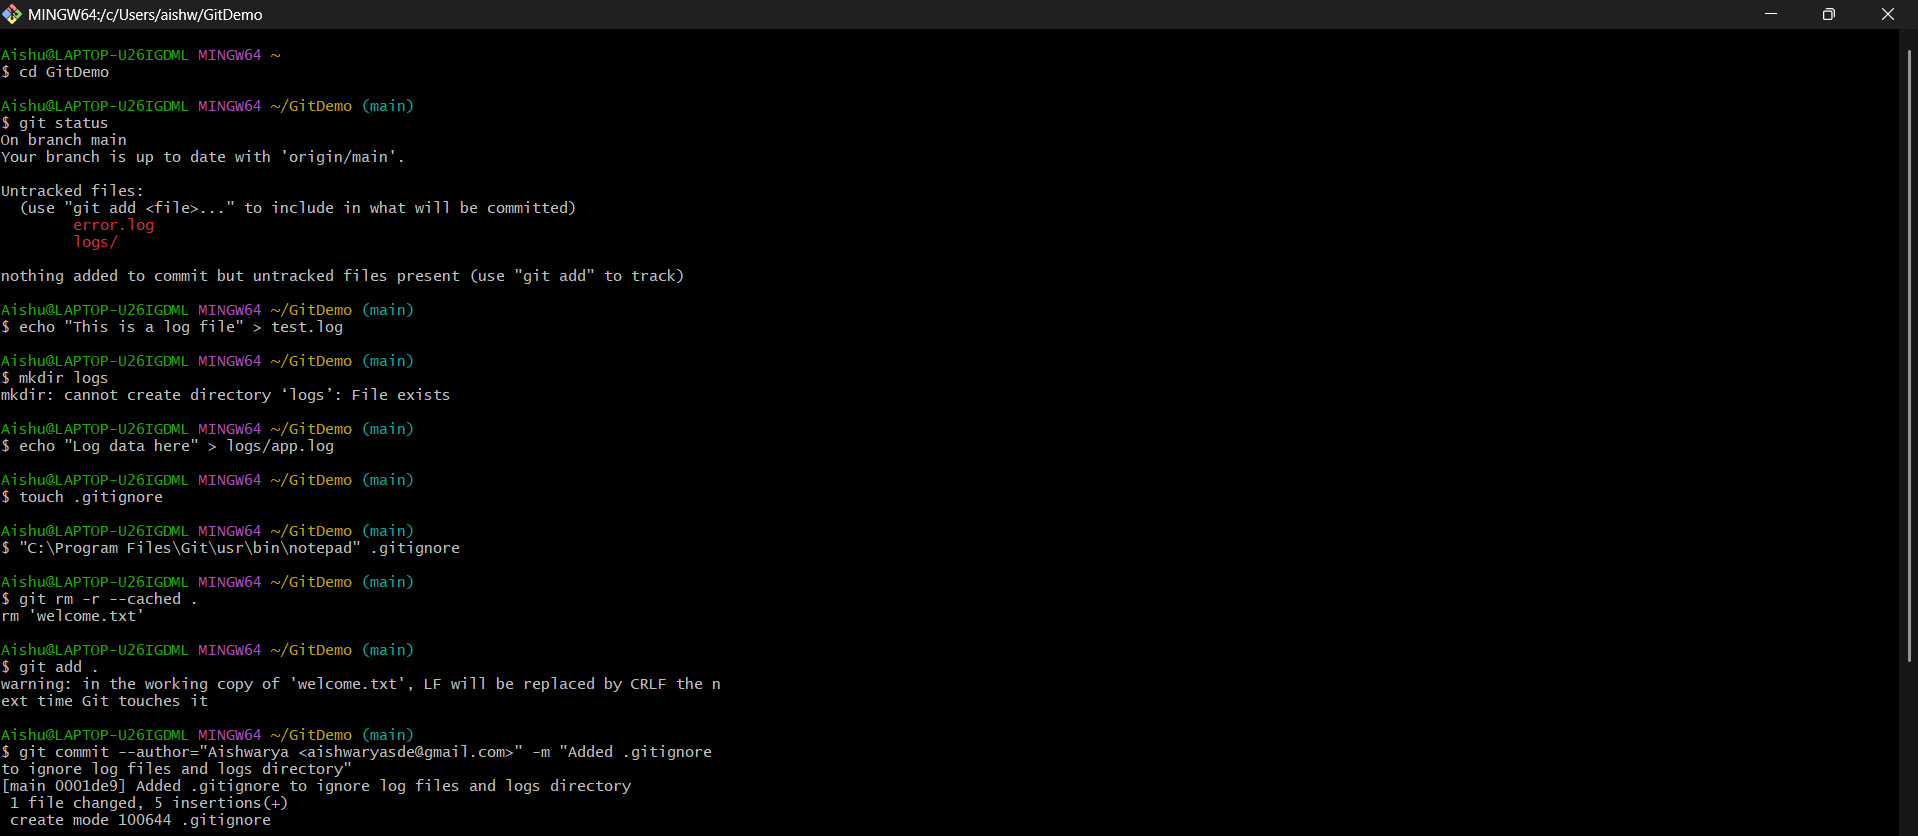 MINGW64:/c/Users/aishw/GitDemo
Aishu@LAPTOP-U26IGDML MINGW64 ~
$ cd GitDemo
Aishu@LAPTOP-U26IGDML MINGW64 ~/GitDemo (main)
$ git status
On branch main
Your branch is up to date with 'origin/main'.
Untracked files:
  (use "git add <file>..." to include in what will be committed)
        error.log
        logs/
nothing added to commit but untracked files present (use "git add" to track)
Aishu@LAPTOP-U26IGDML MINGW64 ~/GitDemo (main)
$ echo "This is a log file" > test.log
Aishu@LAPTOP-U26IGDML MINGW64 ~/GitDemo (main)
$ mkdir logs
mkdir: cannot create directory ‘logs’: File exists
Aishu@LAPTOP-U26IGDML MINGW64 ~/GitDemo (main)
$ echo "Log data here" > logs/app.log
Aishu@LAPTOP-U26IGDML MINGW64 ~/GitDemo (main)
$ touch .gitignore
Aishu@LAPTOP-U26IGDML MINGW64 ~/GitDemo (main)
$ "C:\Program Files\Git\usr\bin\notepad" .gitignore
Aishu@LAPTOP-U26IGDML MINGW64 ~/GitDemo (main)
$ git rm -r --cached .
rm 'welcome.txt'
Aishu@LAPTOP-U26IGDML MINGW64 ~/GitDemo (main)
$ git add .
warning: in the working copy of 'welcome.txt', LF will be replaced by CRLF the n
ext time Git touches it
Aishu@LAPTOP-U26IGDML MINGW64 ~/GitDemo (main)
$ git commit --author="Aishwarya <aishwaryasde@gmail.com>" -m "Added .gitignore
to ignore log files and logs directory"
[main 0001de9] Added .gitignore to ignore log files and logs directory
 1 file changed, 5 insertions(+)
 create mode 100644 .gitignore